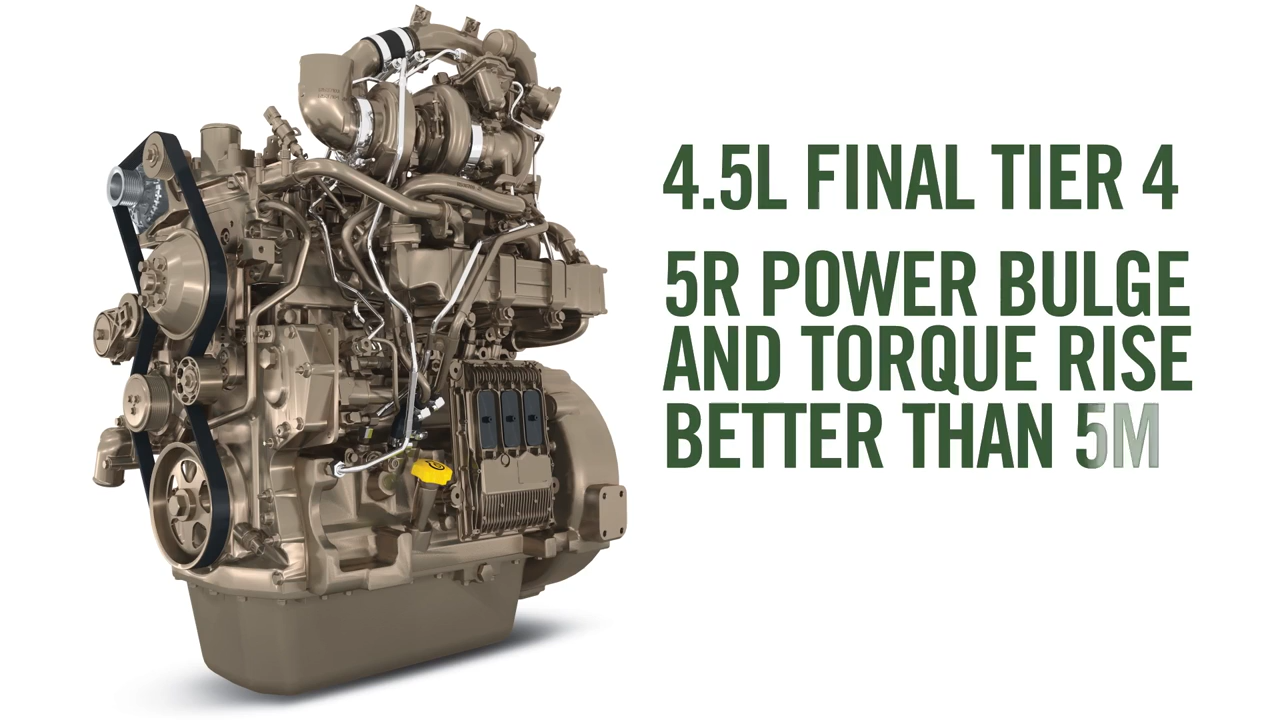 4.5L FINAL TIER 4
5R POWER BULGE
AND TORQUE RISE
BETTER THAN 5M